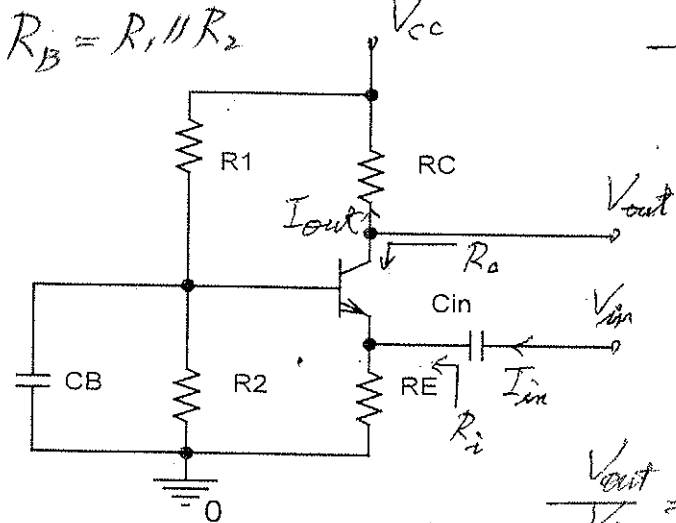 R_B = R_1 // R_2
V_cc
R1
RC
I_out
V_out
R_o
Cin
V_in
CB
R2
RE
I_in
R_i
V_out
0